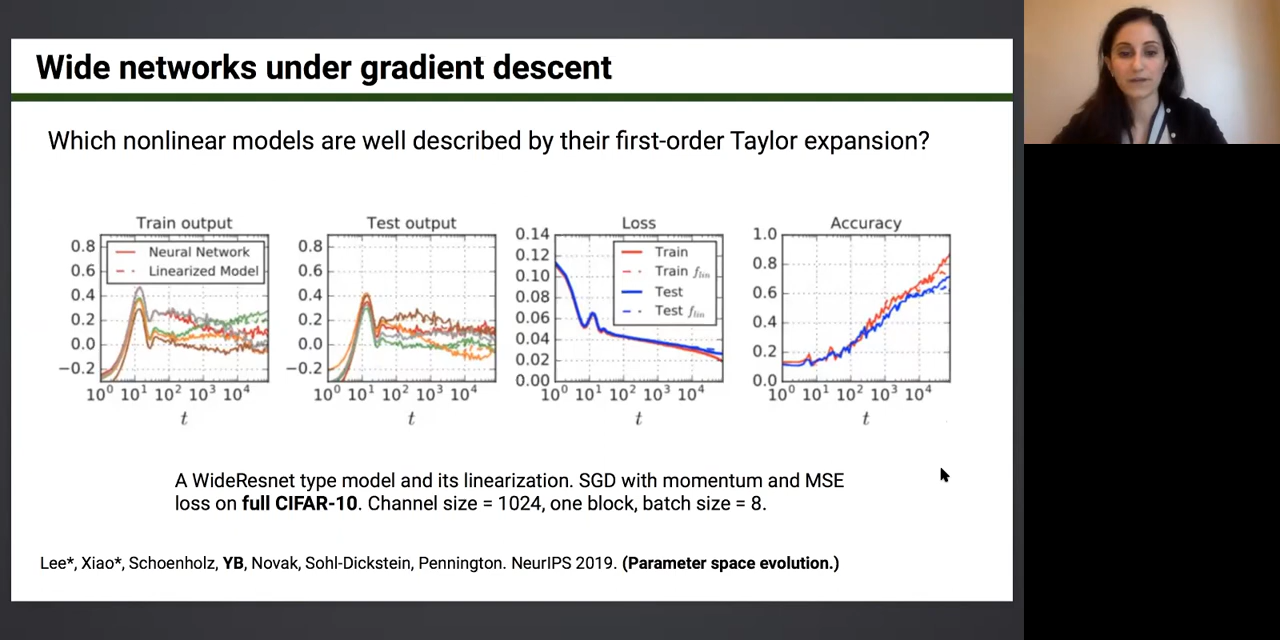 Wide networks under gradient descent
Which nonlinear models are well described by their first-order Taylor expansion?
Train output
0.8
0.6
0.4
0.2
0.0
−0.2
Neural Network
Linearized Model
10⁰ 10¹ 10² 10³ 10⁴
t
Test output
0.8
0.6
0.4
0.2
0.0
−0.2
10⁰ 10¹ 10² 10³ 10⁴
t
Loss
0.14
0.12
0.10
0.08
0.06
0.04
0.02
0.00
Train
Train f_lin
Test
Test f_lin
10⁰ 10¹ 10² 10³ 10⁴
t
Accuracy
1.0
0.8
0.6
0.4
0.2
0.0
10⁰ 10¹ 10² 10³ 10⁴
t
A WideResnet type model and its linearization. SGD with momentum and MSE
loss on full CIFAR-10. Channel size = 1024, one block, batch size = 8.
Lee*, Xiao*, Schoenholz, YB, Novak, Sohl-Dickstein, Pennington. NeurIPS 2019. (Parameter space evolution.)